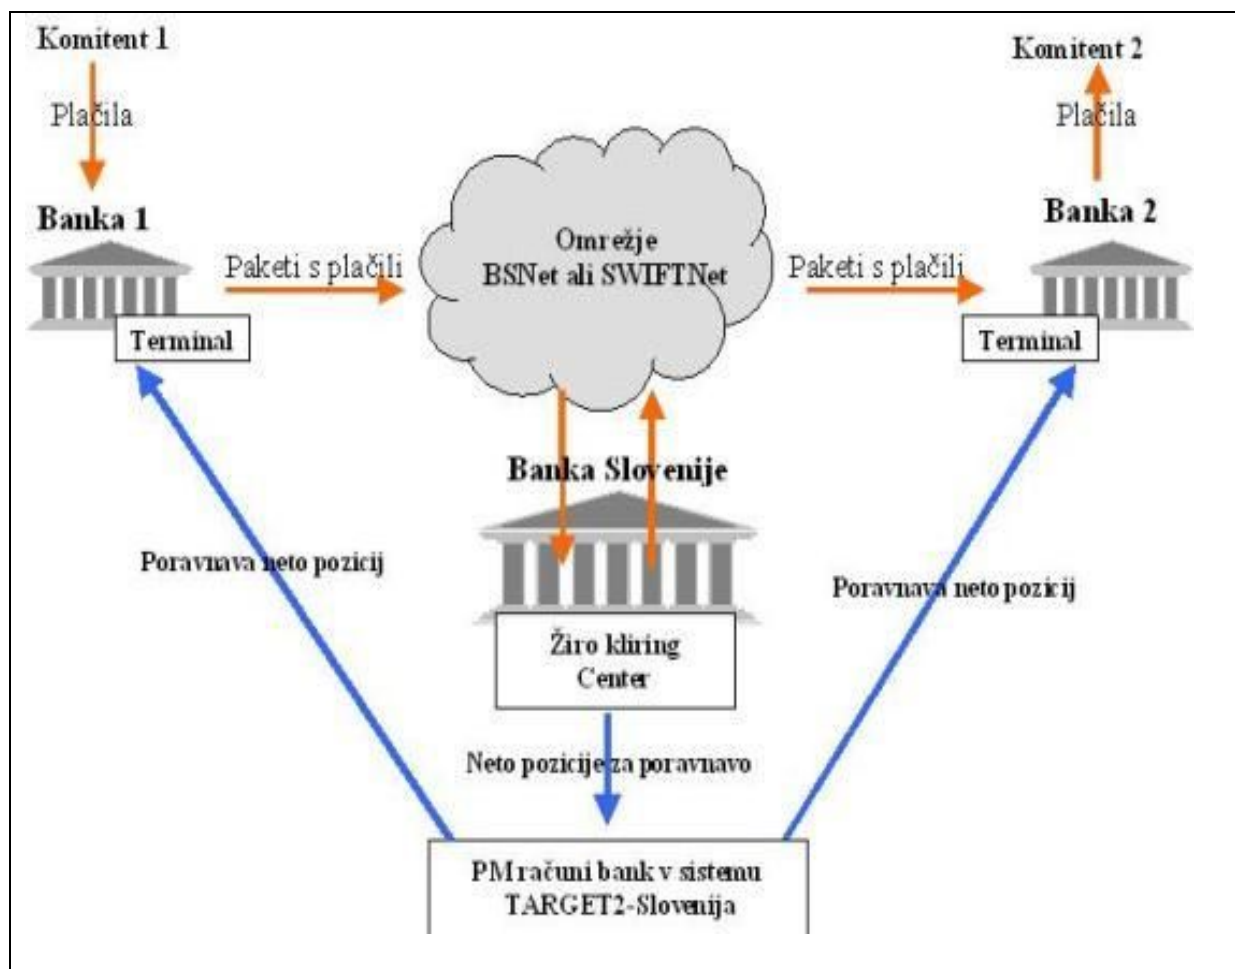 Komitent 1
Komitent 2
Plačila
Plačila
Banka 1
Banka 2
Omrežje
BSNet ali SWIFTNet
Paketi s plačili
Paketi s plačili
Terminal
Terminal
Banka Slovenije
Poravnava neto pozicij
Poravnava neto pozicij
Žiro kliring
Center
Neto pozicije za poravnavo
PM računi bank v sistemu
TARGET2-Slovenija